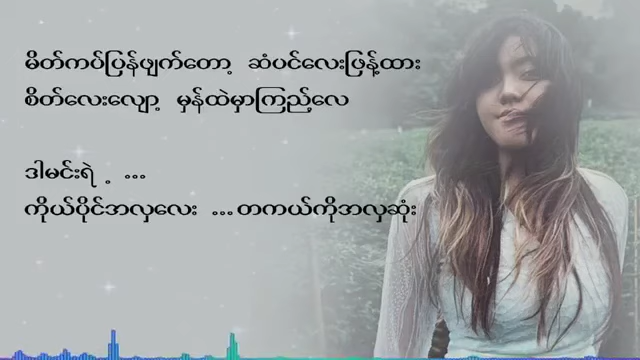 မိတ်ကပ်ပြန်ဖျက်တော့ ဆံပင်လေးဖြန့်ထား
စိတ်လေးလျော့ မှန်ထဲမှာကြည့်လေ
ဒါမင်းရဲ့ ...
ကိုယ်ပိုင်အလှလေး ...တကယ်ကိုအလှဆုံး